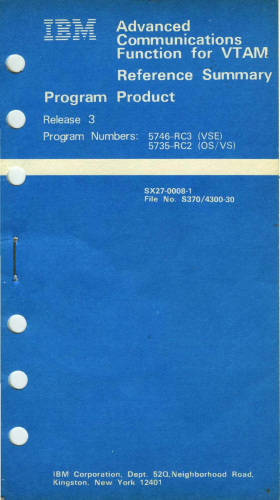 IBM
Advanced
Communications
Function for VTAM
Reference Summary
Program Product
Release 3
Program Numbers: 5746-RC3 (VSE)
5735-RC2 (OS/VS)
SX27-0008-1
File No. S370/4300-30
IBM Corporation, Dept. 52Q,Neighborhood Road,
Kingston, New York 12401